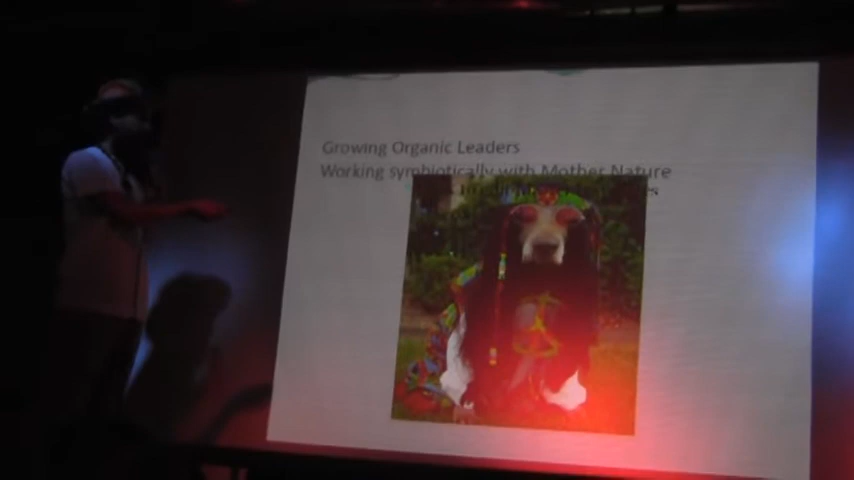 Growing Organic Leaders
Working symbiotically with Mother Nature